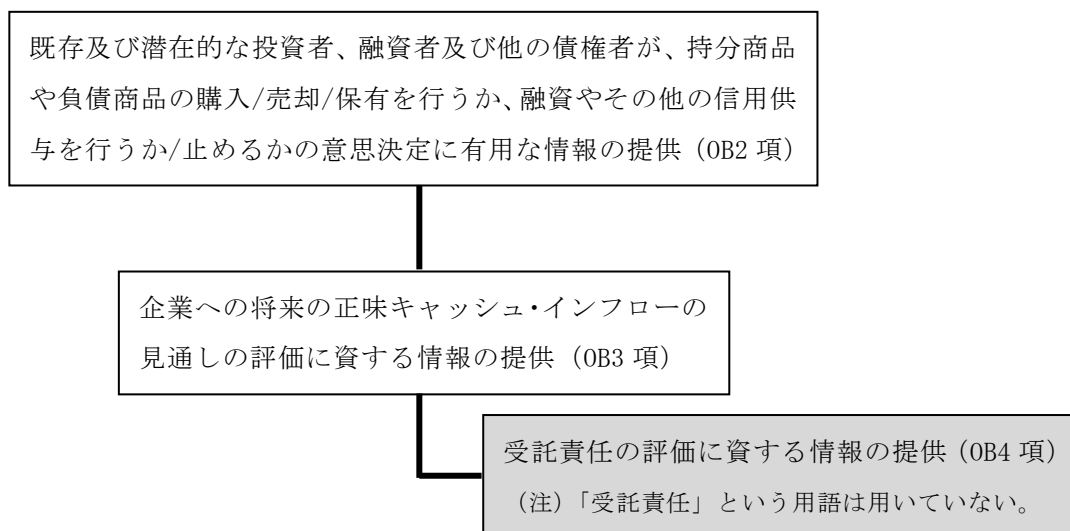 既存及び潜在的な投資者、融資者及び他の債権者が、持分商品
や負債商品の購入/売却/保有を行うか、融資やその他の信用供
与を行うか/止めるかの意思決定に有用な情報の提供（OB2 項）
企業への将来の正味キャッシュ・インフローの
見通しの評価に資する情報の提供（OB3 項）
受託責任の評価に資する情報の提供（OB4 項）
（注）「受託責任」という用語は用いていない。